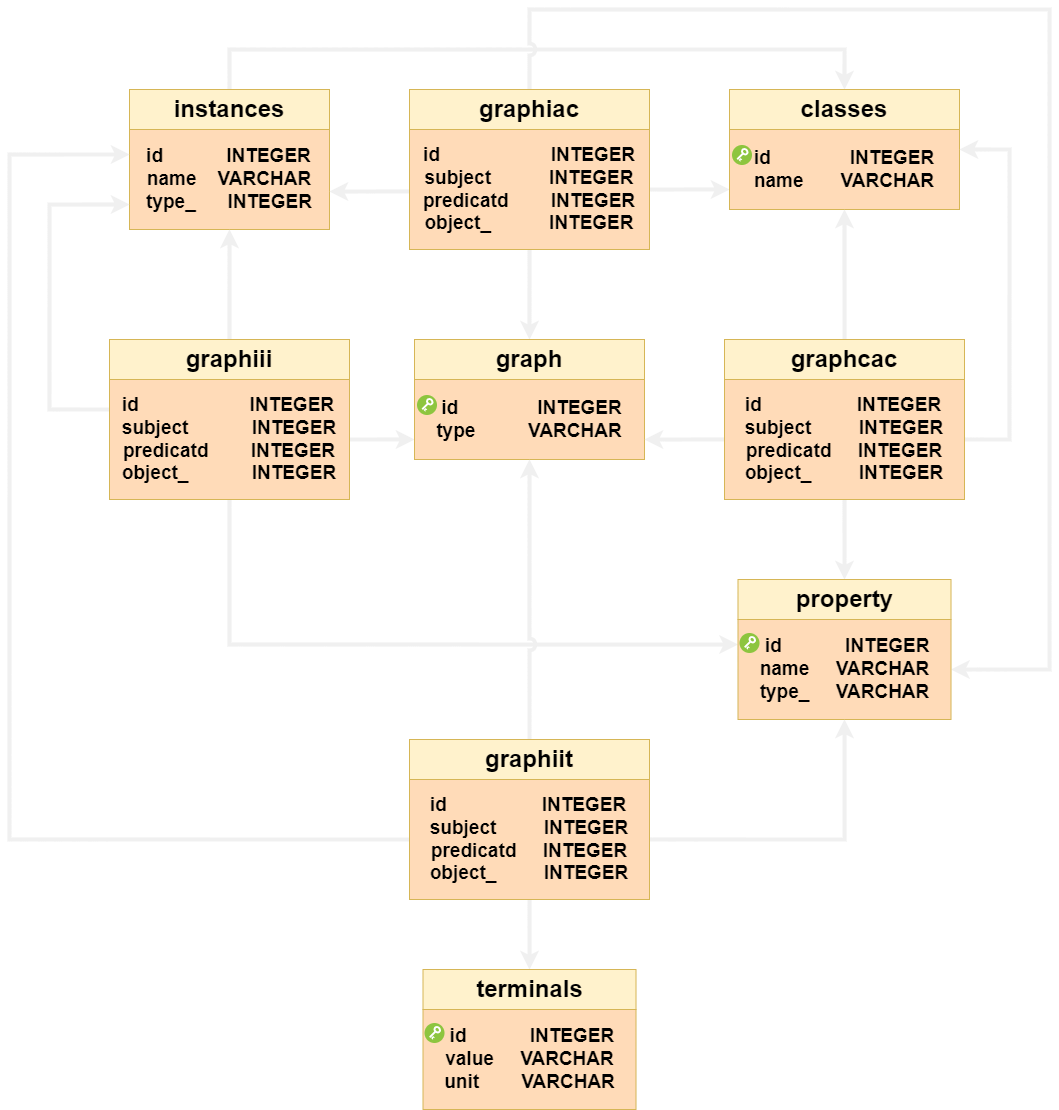 instances
id INTEGER
name VARCHAR
type_ INTEGER
graphiac
id INTEGER
subject INTEGER
predicatd INTEGER
object_ INTEGER
classes
id INTEGER
name VARCHAR
graphiii
id INTEGER
subject INTEGER
predicatd INTEGER
object_ INTEGER
graph
id INTEGER
type VARCHAR
graphcac
id INTEGER
subject INTEGER
predicatd INTEGER
object_ INTEGER
property
id INTEGER
name VARCHAR
type_ VARCHAR
graphiit
id INTEGER
subject INTEGER
predicatd INTEGER
object_ INTEGER
terminals
id INTEGER
value VARCHAR
unit VARCHAR